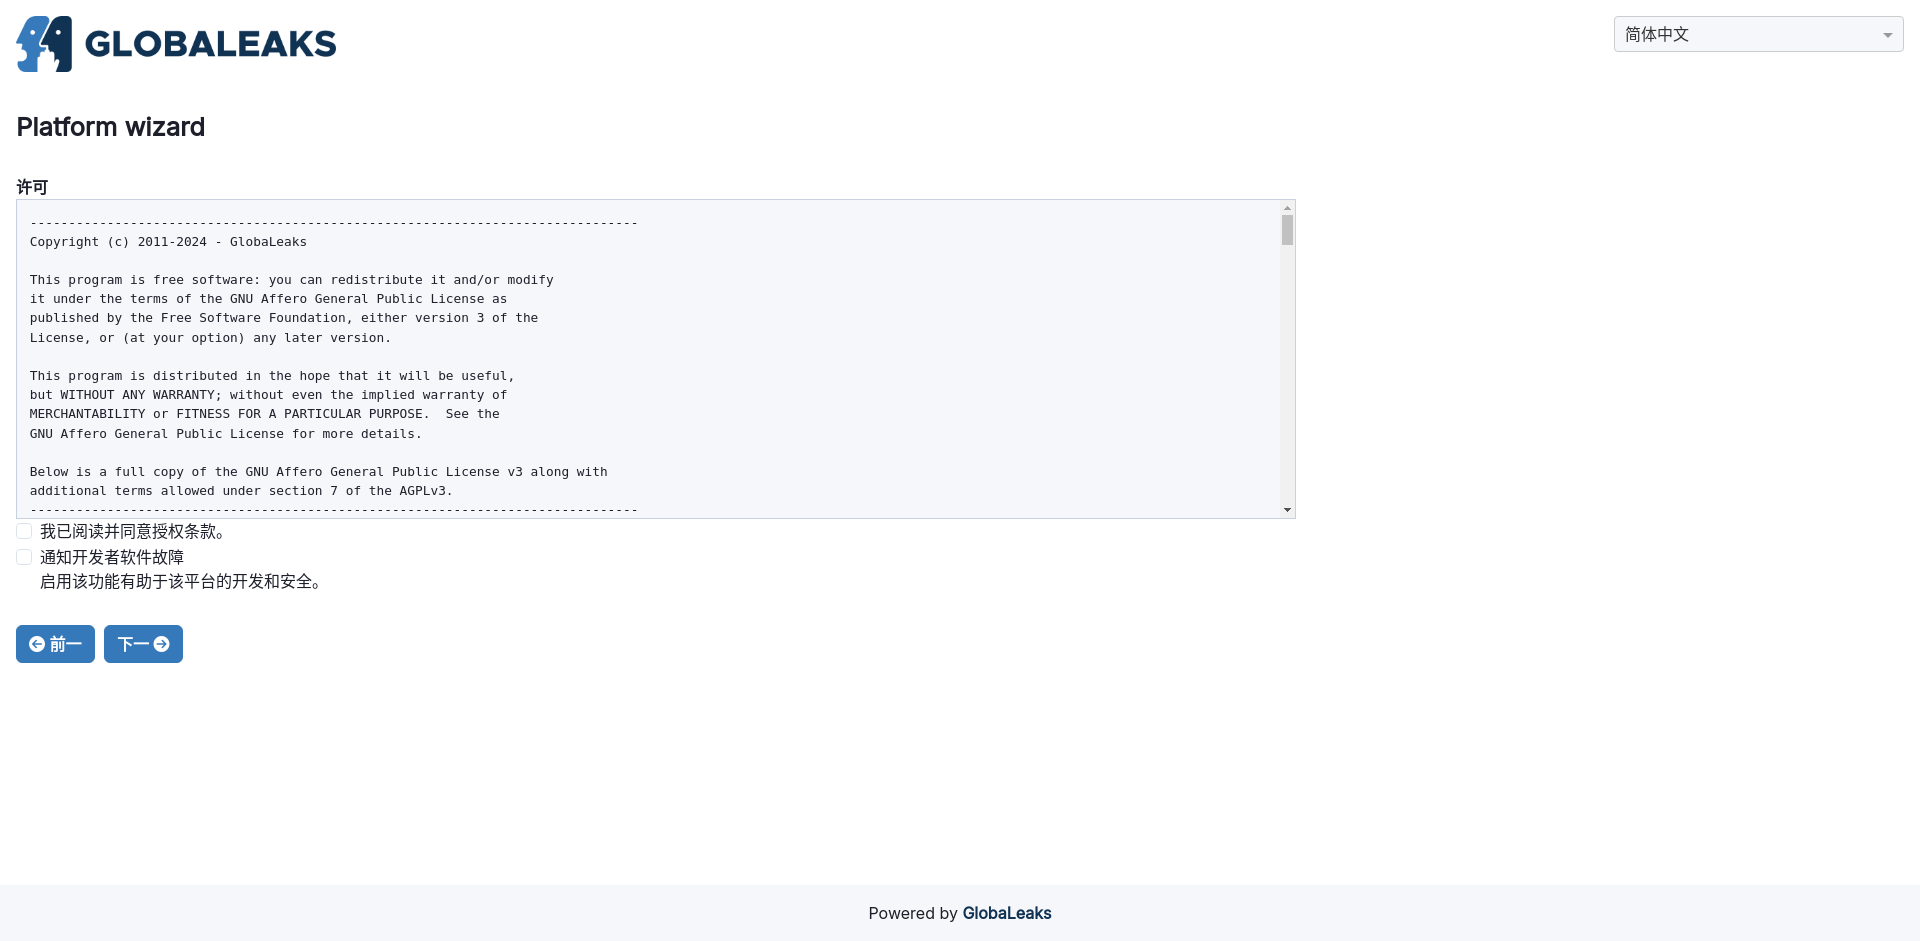 GLOBALEAKS
简体中文
Platform wizard
许可
-------------------------------------------------------------------------------
Copyright (c) 2011-2024 - GlobaLeaks
This program is free software: you can redistribute it and/or modify
it under the terms of the GNU Affero General Public License as
published by the Free Software Foundation, either version 3 of the
License, or (at your option) any later version.
This program is distributed in the hope that it will be useful,
but WITHOUT ANY WARRANTY; without even the implied warranty of
MERCHANTABILITY or FITNESS FOR A PARTICULAR PURPOSE.  See the
GNU Affero General Public License for more details.
Below is a full copy of the GNU Affero General Public License v3 along with
additional terms allowed under section 7 of the AGPLv3.
-------------------------------------------------------------------------------
我已阅读并同意授权条款。
通知开发者软件故障
启用该功能有助于该平台的开发和安全。
前一 下一
Powered by GlobaLeaks